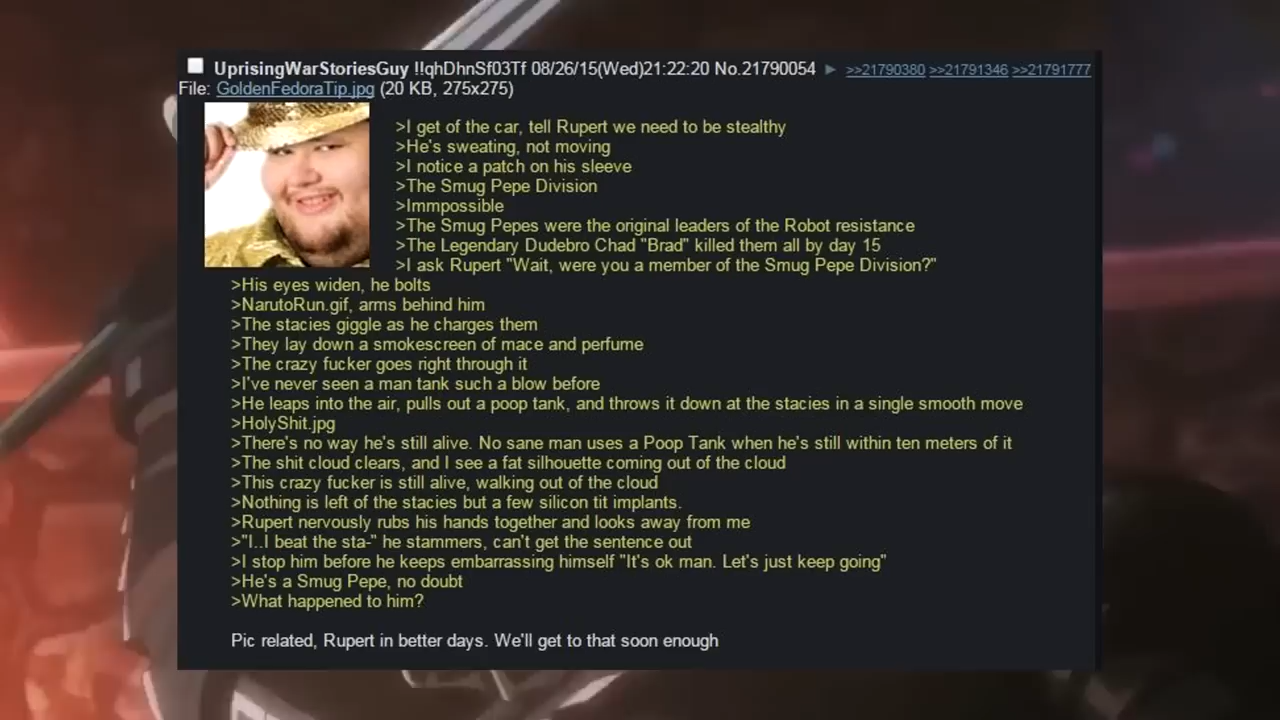 UprisingWarStoriesGuy !!qhDhnSf03Tf 08/26/15(Wed)21:22:20 No.21790054 ► >>21790380 >>21791346 >>21791777
File: GoldenFedoraTip.jpg (20 KB, 275x275)
>I get of the car, tell Rupert we need to be stealthy
>He's sweating, not moving
>I notice a patch on his sleeve
>The Smug Pepe Division
>Immpossible
>The Smug Pepes were the original leaders of the Robot resistance
>The Legendary Dudebro Chad "Brad" killed them all by day 15
>I ask Rupert "Wait, were you a member of the Smug Pepe Division?"
>His eyes widen, he bolts
>NarutoRun.gif, arms behind him
>The stacies giggle as he charges them
>They lay down a smokescreen of mace and perfume
>The crazy fucker goes right through it
>I've never seen a man tank such a blow before
>He leaps into the air, pulls out a poop tank, and throws it down at the stacies in a single smooth move
>HolyShit.jpg
>There's no way he's still alive. No sane man uses a Poop Tank when he's still within ten meters of it
>The shit cloud clears, and I see a fat silhouette coming out of the cloud
>This crazy fucker is still alive, walking out of the cloud
>Nothing is left of the stacies but a few silicon tit implants.
>Rupert nervously rubs his hands together and looks away from me
>"I..I beat the sta-" he stammers, can't get the sentence out
>I stop him before he keeps embarrassing himself "It's ok man. Let's just keep going"
>He's a Smug Pepe, no doubt
>What happened to him?
Pic related, Rupert in better days. We'll get to that soon enough